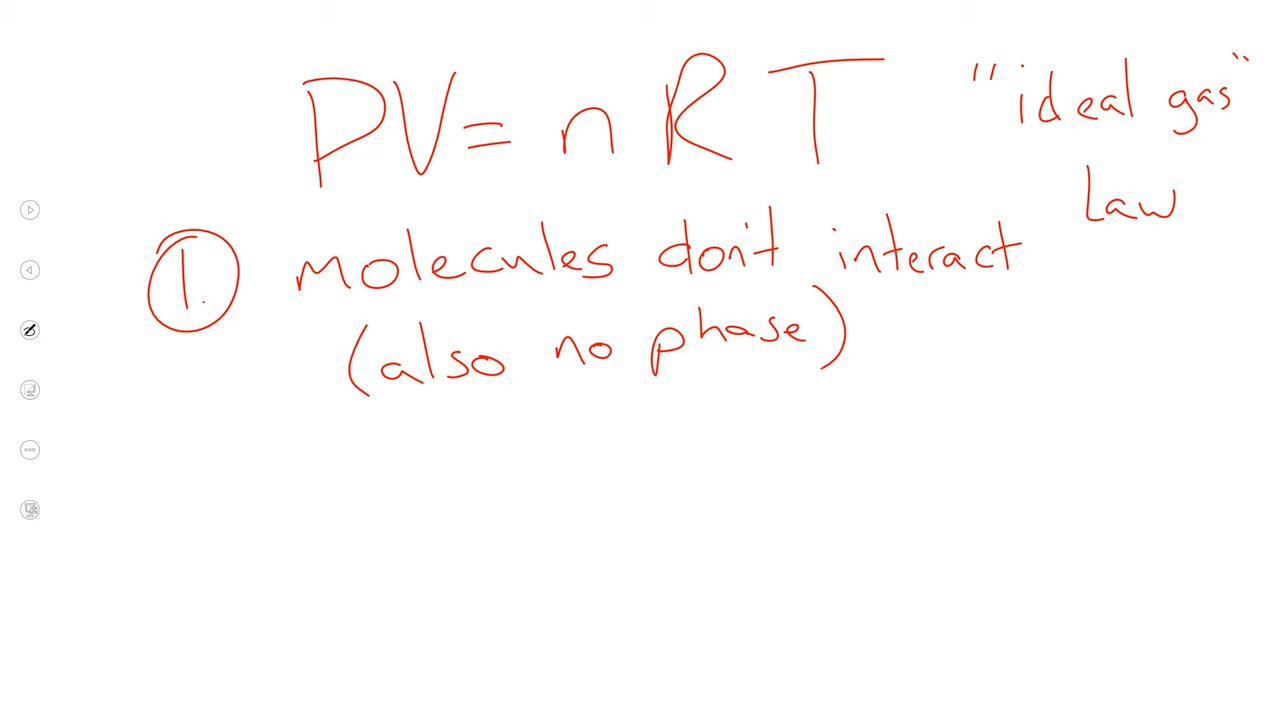 PV = nRT "ideal gas"
Law
1. molecules don't interact
(also no phase)